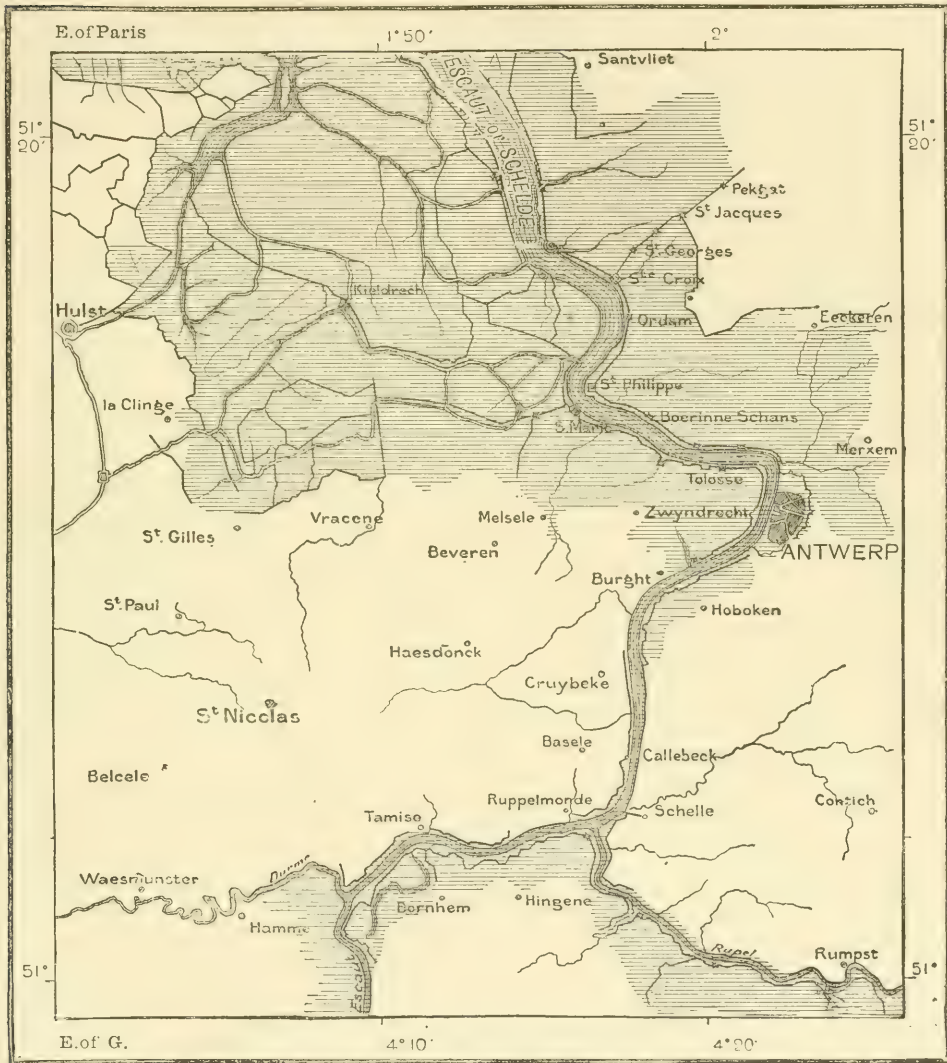 E. of Paris
1°50'
2°
Santvliet
ESCAUT or SCHELDE
51°
20'
51°
20'
Pekgat
St Jacques
St Georges
Ste Croix
Kieldrech
Hulst
Ordam
Eeckeren
St Philippe
la Clinge
S. Marie
Boerinne Schans
Merxem
Tolosse
St. Gilles
Vracene
Melsele
Zwyndrecht
Beveren
ANTWERP
Burght
St. Paul
Hoboken
Haesdonck
Cruybeke
St Nicolas
Basele
Callebeck
Belcele
Ruppelmonde
Schelle
Contich
Tamise
Durme
Waesmunster
Bornhem
Hingene
Hamme
Rupel
Rumpst
51°
51°
Escaut
E. of G.
4°10'
4°20'